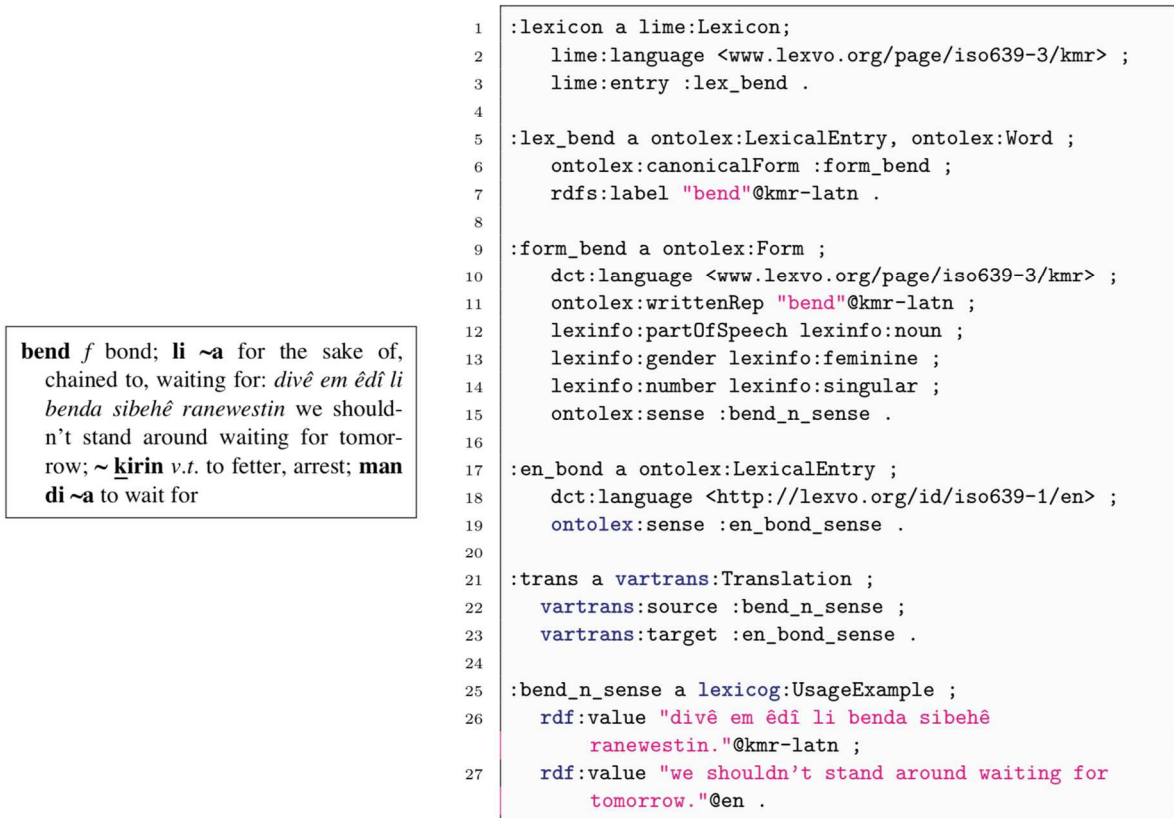 bend f bond; li ~a for the sake of,
chained to, waiting for: divê em êdî li
benda sibehê ranewestin we should-
n't stand around waiting for tomor-
row; ~ kirin v.t. to fetter, arrest; man
di ~a to wait for
1 :lexicon a lime:Lexicon;
2 lime:language <www.lexvo.org/page/iso639-3/kmr> ;
3 lime:entry :lex_bend .
4
5 :lex_bend a ontolex:LexicalEntry, ontolex:Word ;
6 ontolex:canonicalForm :form_bend ;
7 rdfs:label "bend"@kmr-latn .
8
9 :form_bend a ontolex:Form ;
10 dct:language <www.lexvo.org/page/iso639-3/kmr> ;
11 ontolex:writtenRep "bend"@kmr-latn ;
12 lexinfo:partOfSpeech lexinfo:noun ;
13 lexinfo:gender lexinfo:feminine ;
14 lexinfo:number lexinfo:singular ;
15 ontolex:sense :bend_n_sense .
16
17 :en_bond a ontolex:LexicalEntry ;
18 dct:language <http://lexvo.org/id/iso639-1/en> ;
19 ontolex:sense :en_bond_sense .
20
21 :trans a vartrans:Translation ;
22 vartrans:source :bend_n_sense ;
23 vartrans:target :en_bond_sense .
24
25 :bend_n_sense a lexicog:UsageExample ;
26 rdf:value "divê em êdî li benda sibehê
ranewestin."@kmr-latn ;
27 rdf:value "we shouldn't stand around waiting for
tomorrow."@en .